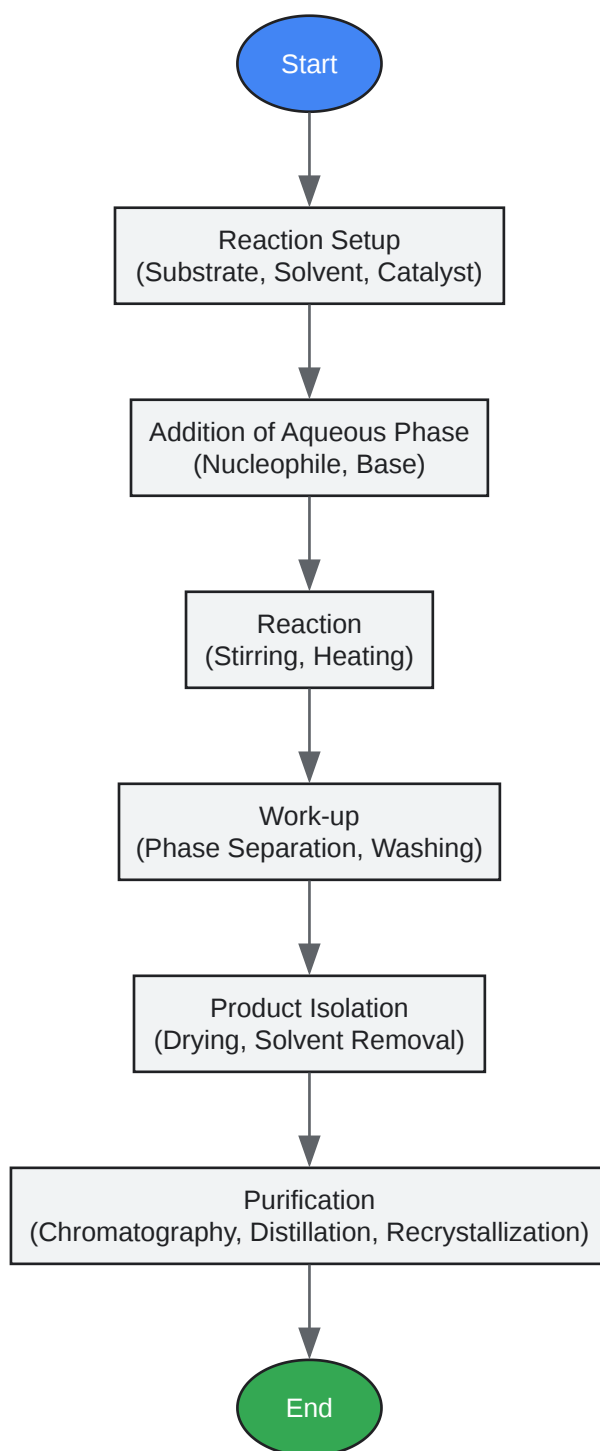 Start
Reaction Setup
(Substrate, Solvent, Catalyst)
Addition of Aqueous Phase
(Nucleophile, Base)
Reaction
(Stirring, Heating)
Work-up
(Phase Separation, Washing)
Product Isolation
(Drying, Solvent Removal)
Purification
(Chromatography, Distillation, Recrystallization)
End